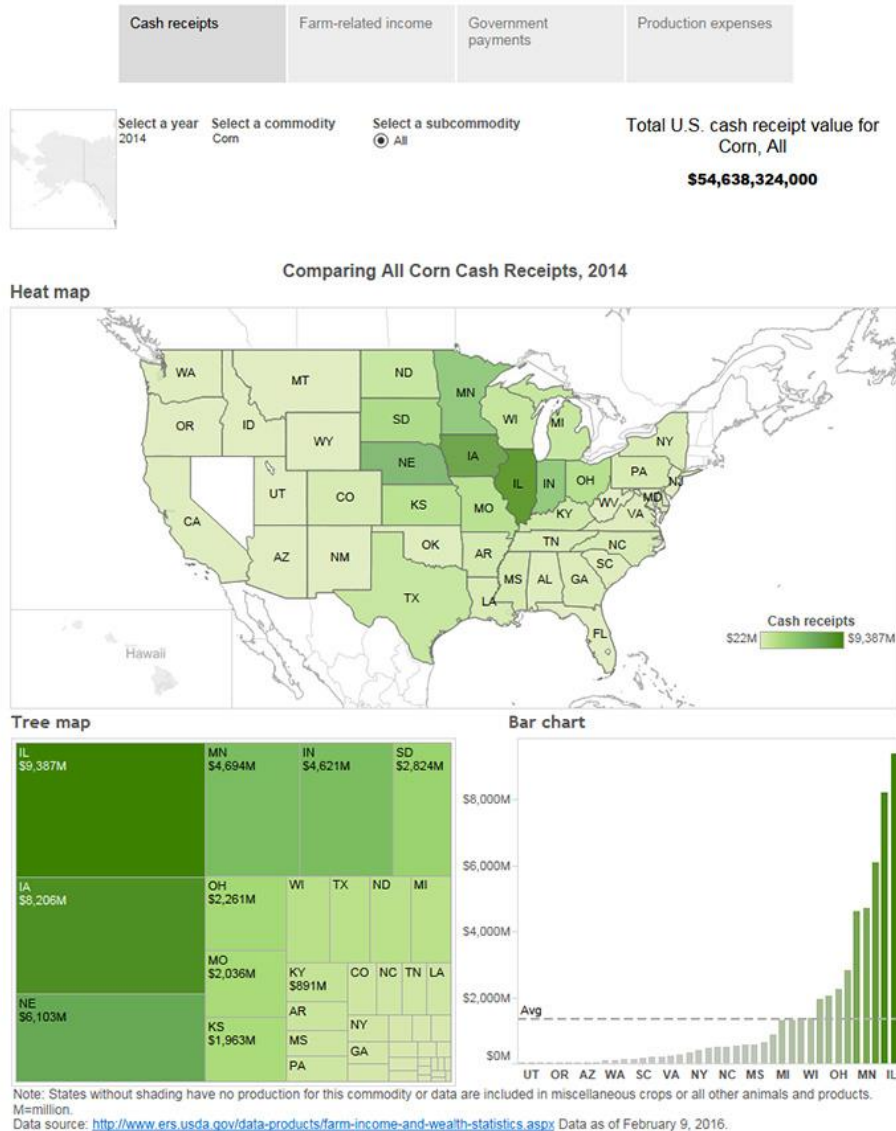 Cash receipts
Farm-related income
Government
payments
Production expenses
Select a year
2014
Select a commodity
Corn
Select a subcommodity
All
Total U.S. cash receipt value for
Corn, All
$54,638,324,000
Comparing All Corn Cash Receipts, 2014
Heat map
WA
MT
ND
MN
OR
ID
WY
SD
WI
MI
NY
NE
IA
IL
IN
OH
PA
NJ
UT
CO
KS
MO
KY
WV
MD
VA
CA
AZ
NM
OK
AR
TN
NC
SC
MS
AL
GA
TX
LA
FL
Hawaii
Cash receipts
$22M
$9,387M
Tree map
IL
$9,387M
MN
$4,694M
IN
$4,621M
SD
$2,824M
IA
$8,206M
OH
$2,261M
WI
TX
ND
MI
MO
$2,036M
KY
$891M
CO
NC
TN
LA
NE
$6,103M
KS
$1,963M
AR
MS
PA
NY
GA
Bar chart
$8,000M
$6,000M
$4,000M
$2,000M
Avg
$0M
UT OR AZ WA SC VA NY NC MS MI WI OH MN IL
Note: States without shading have no production for this commodity or data are included in miscellaneous crops or all other animals and products.
M=million.
Data source: http://www.ers.usda.gov/data-products/farm-income-and-wealth-statistics.aspx Data as of February 9, 2016.